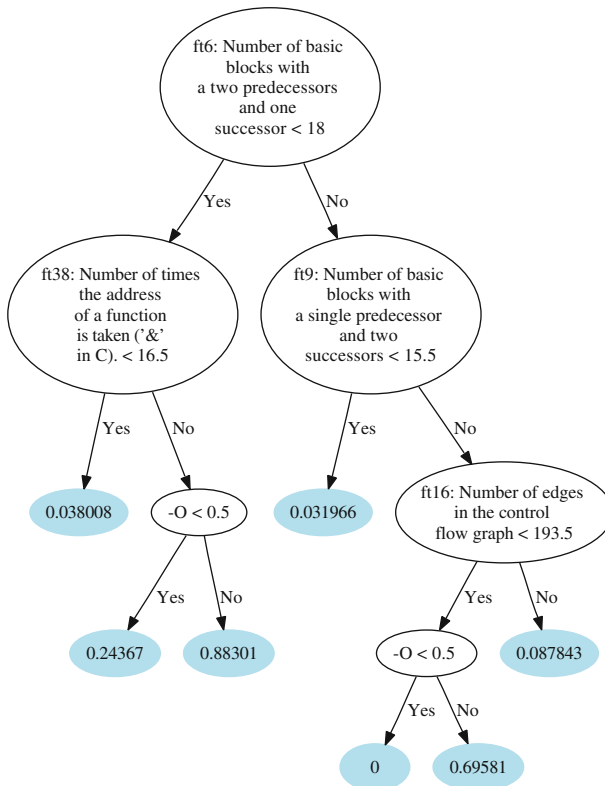 ft6: Number of basic
blocks with
a two predecessors
and one
successor < 18
Yes
No
ft38: Number of times
the address
of a function
is taken ('&'
in C). < 16.5
ft9: Number of basic
blocks with
a single predecessor
and two
successors < 15.5
Yes
No
Yes
No
0.038008
-O < 0.5
0.031966
ft16: Number of edges
in the control
flow graph < 193.5
Yes
No
Yes
No
0.24367
0.88301
-O < 0.5
0.087843
Yes
No
0
0.69581